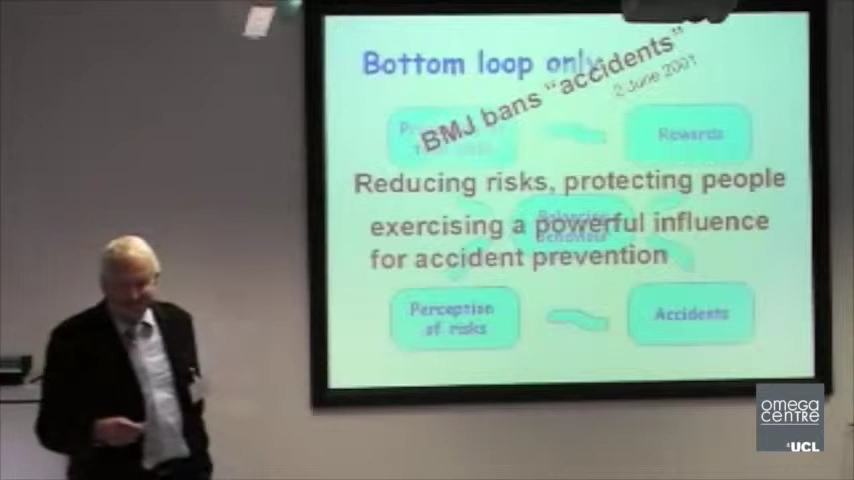 Bottom loop only
BMJ bans "accidents"
2 June 2001
Rewards
Reducing risks, protecting people
exercising a powerful influence
for accident prevention
Perception
of risks
Accidents
omega
centre
UCL